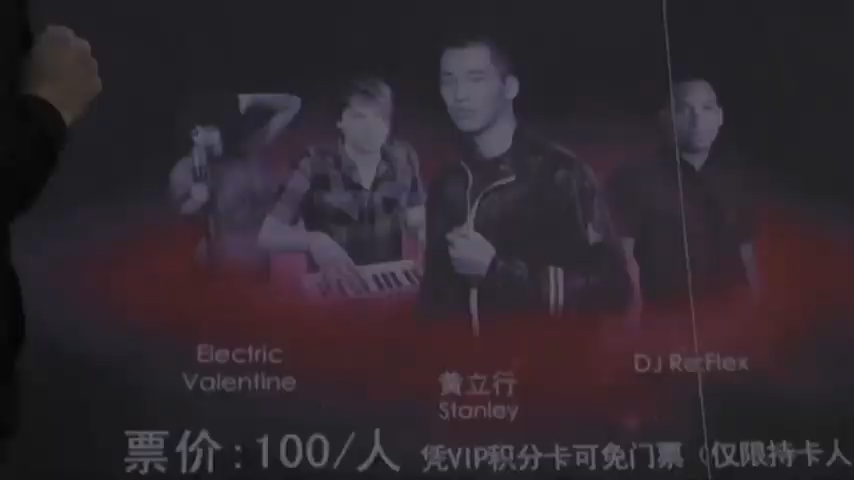 Electric
Valentine
黄立行
Stanley
DJ RetFlex
票价:100/人
凭VIP积分卡可免门票(仅限持卡人